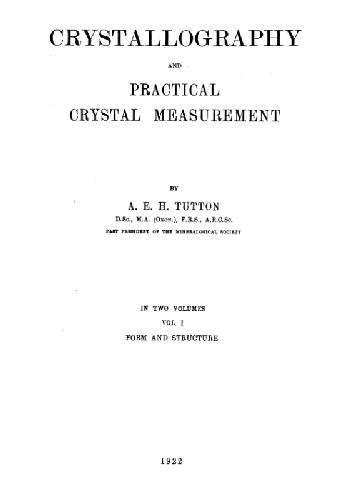 CRYSTALLOGRAPHY
AND
PRACTICAL
CRYSTAL MEASUREMENT
BY
A. E. H. TUTTON
D.Sc., M.A. (Oxon.), F.R.S., A.R.C.Sc.
PAST PRESIDENT OF THE MINERALOGICAL SOCIETY
IN TWO VOLUMES
VOL. I
FORM AND STRUCTURE
1922